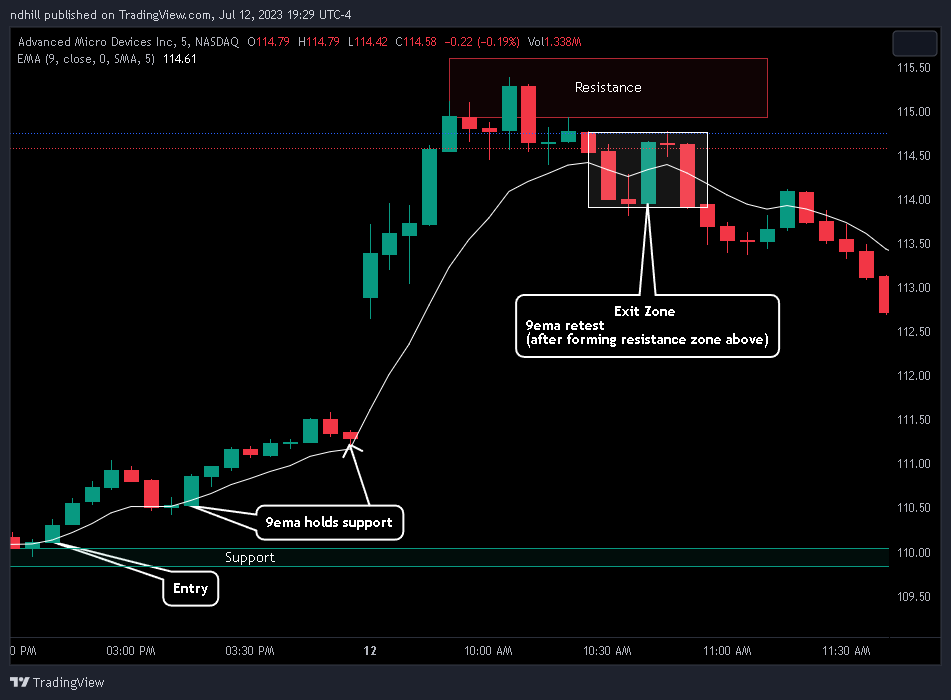 ndhill published on TradingView.com, Jul 12, 2023 19:29 UTC-4
Advanced Micro Devices Inc, 5, NASDAQ O114.79 H114.79 L114.42 C114.58 −0.22 (−0.19%) Vol1.338M
EMA (9, close, 0, SMA, 5) 114.61
115.50
Resistance
115.00
114.50
114.00
113.50
113.00
Exit Zone
9ema retest
(after forming resistance zone above)
112.50
112.00
111.50
111.00
110.50
9ema holds support
110.00
Support
Entry
109.50
0 PM 03:00 PM 03:30 PM 12 10:00 AM 10:30 AM 11:00 AM 11:30 AM
TradingView